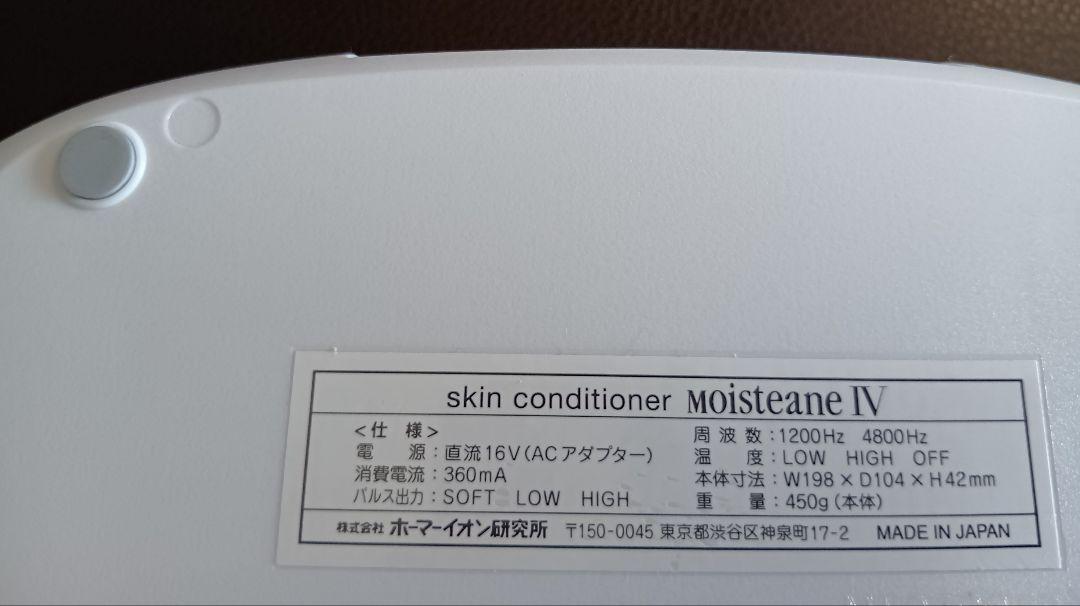 skin conditioner Moisteane IV
<仕 様>
電 源:直流16V(ACアダプター)
消費電流:360mA
パルス出力:SOFT LOW HIGH
周 波 数:1200Hz 4800Hz
温 度:LOW HIGH OFF
本体寸法:W198×D104×H42mm
重 量:450g(本体)
株式会社 ホーマーイオン研究所 〒150-0045 東京都渋谷区神泉町17-2 MADE IN JAPAN